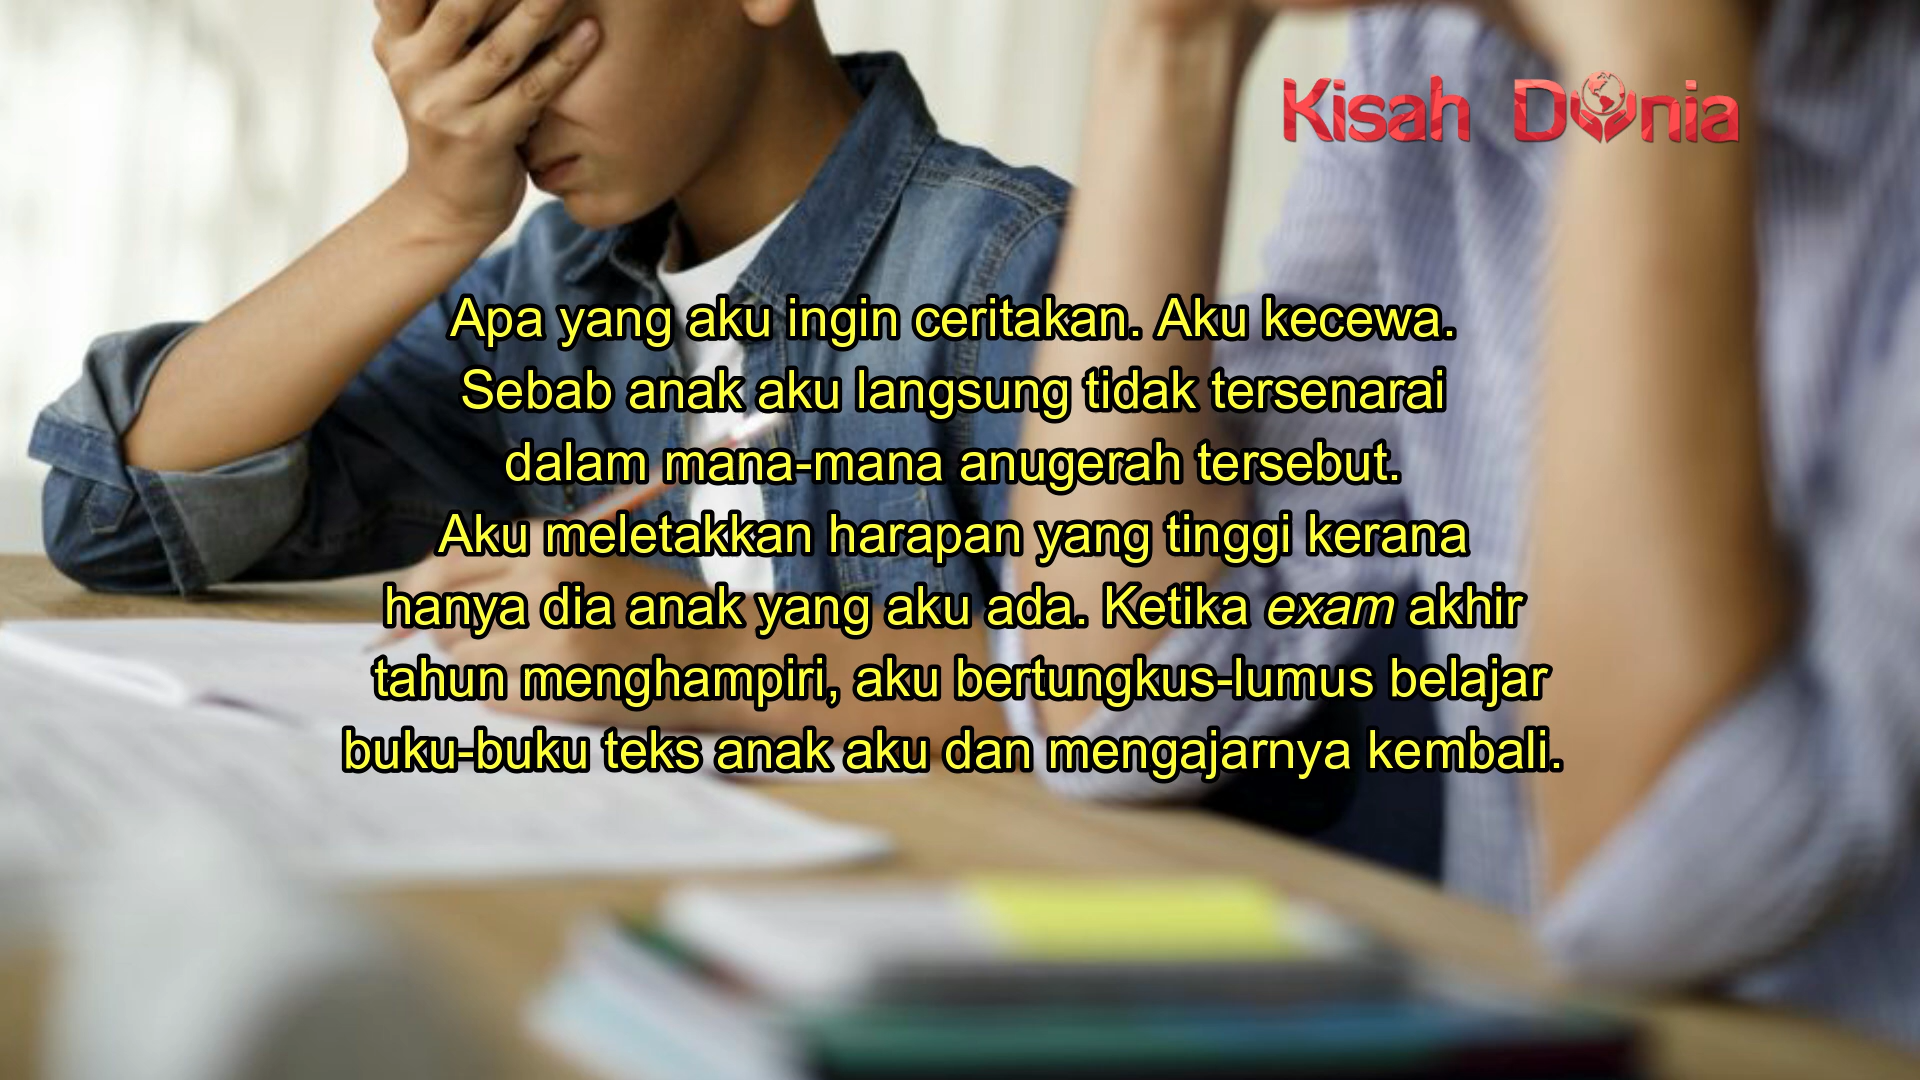 Kisah Dunia
Apa yang aku ingin ceritakan. Aku kecewa.
Sebab anak aku langsung tidak tersenarai
dalam mana-mana anugerah tersebut.
Aku meletakkan harapan yang tinggi kerana
hanya dia anak yang aku ada. Ketika exam akhir
tahun menghampiri, aku bertungkus-lumus belajar
buku-buku teks anak aku dan mengajarnya kembali.